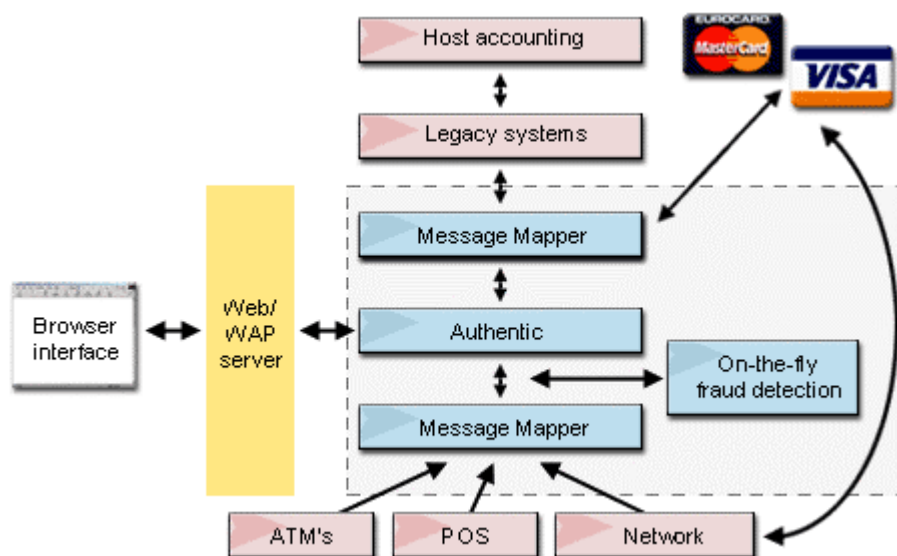 Host accounting
EUROCARD
MasterCard
VISA
Legacy systems
Message Mapper
Browser
interface
Web/
WAP
server
Authentic
On-the-fly
fraud detection
Message Mapper
ATM's
POS
Network